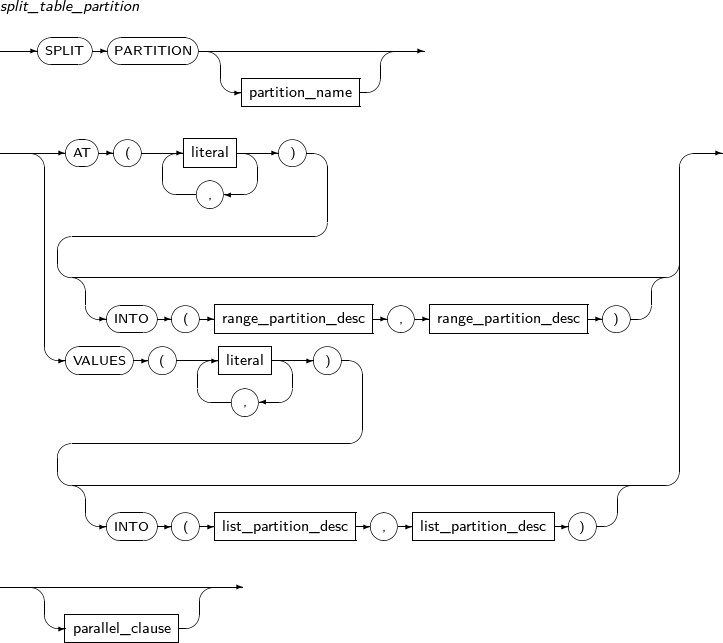 split_table_partition
SPLIT PARTITION
partition_name
AT ( literal )
,
INTO ( range_partition_desc , range_partition_desc )
VALUES ( literal )
,
INTO ( list_partition_desc , list_partition_desc )
parallel_clause